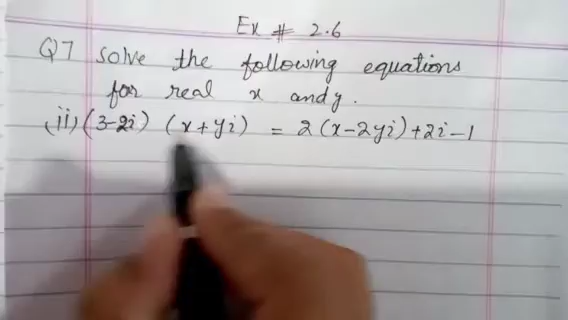 Ex # 2.6
Q7 solve the following equations
for real x and y.
(ii) (3-2i) (x+yi) = 2(x-2yi)+2i-1